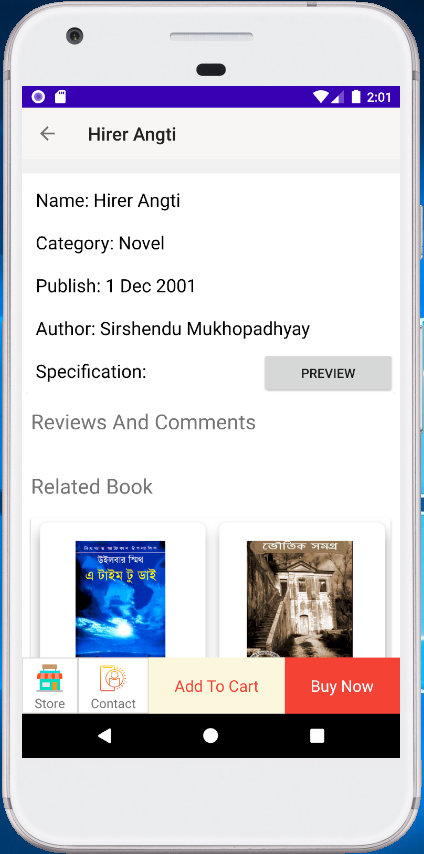 2:01
Hirer Angti
Name: Hirer Angti
Category: Novel
Publish: 1 Dec 2001
Author: Sirshendu Mukhopadhyay
Specification:
PREVIEW
Reviews And Comments
Related Book
উইলবার স্মিথ
এ টাইম টু ডাই
ভৌতিক সমগ্র
Store
Contact
Add To Cart
Buy Now